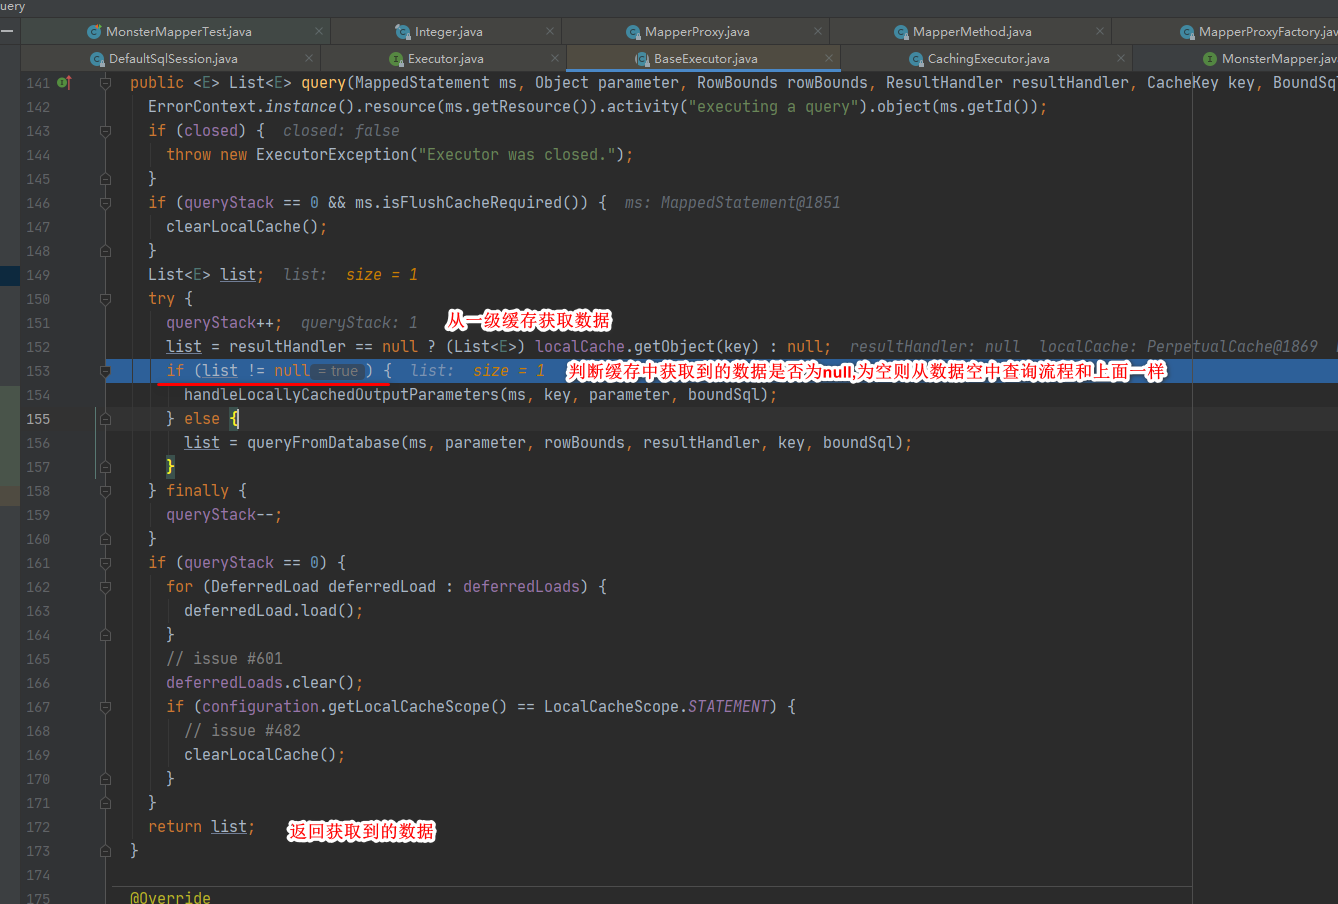 uery
MonsterMapperTest.java Integer.java MapperProxy.java MapperMethod.java MapperProxyFactory.java
DefaultSqlSession.java Executor.java BaseExecutor.java CachingExecutor.java MonsterMapper.java
141 public <E> List<E> query(MappedStatement ms, Object parameter, RowBounds rowBounds, ResultHandler resultHandler, CacheKey key, BoundSql
142 ErrorContext.instance().resource(ms.getResource()).activity("executing a query").object(ms.getId());
143 if (closed) { closed: false
144 throw new ExecutorException("Executor was closed.");
145 }
146 if (queryStack == 0 && ms.isFlushCacheRequired()) { ms: MappedStatement@1851
147 clearLocalCache();
148 }
149 List<E> list; list: size = 1
150 try {
151 queryStack++; queryStack: 1 从一级缓存获取数据
152 list = resultHandler == null ? (List<E>) localCache.getObject(key) : null; resultHandler: null localCache: PerpetualCache@1869
153 if (list != null = true ) { list: size = 1 判断缓存中获取到的数据是否为null,为空则从数据空中查询流程和上面一样
154 handleLocallyCachedOutputParameters(ms, key, parameter, boundSql);
155 } else {
156 list = queryFromDatabase(ms, parameter, rowBounds, resultHandler, key, boundSql);
157 }
158 } finally {
159 queryStack--;
160 }
161 if (queryStack == 0) {
162 for (DeferredLoad deferredLoad : deferredLoads) {
163 deferredLoad.load();
164 }
165 // issue #601
166 deferredLoads.clear();
167 if (configuration.getLocalCacheScope() == LocalCacheScope.STATEMENT) {
168 // issue #482
169 clearLocalCache();
170 }
171 }
172 return list; 返回获取到的数据
173 }
174
175 @Override